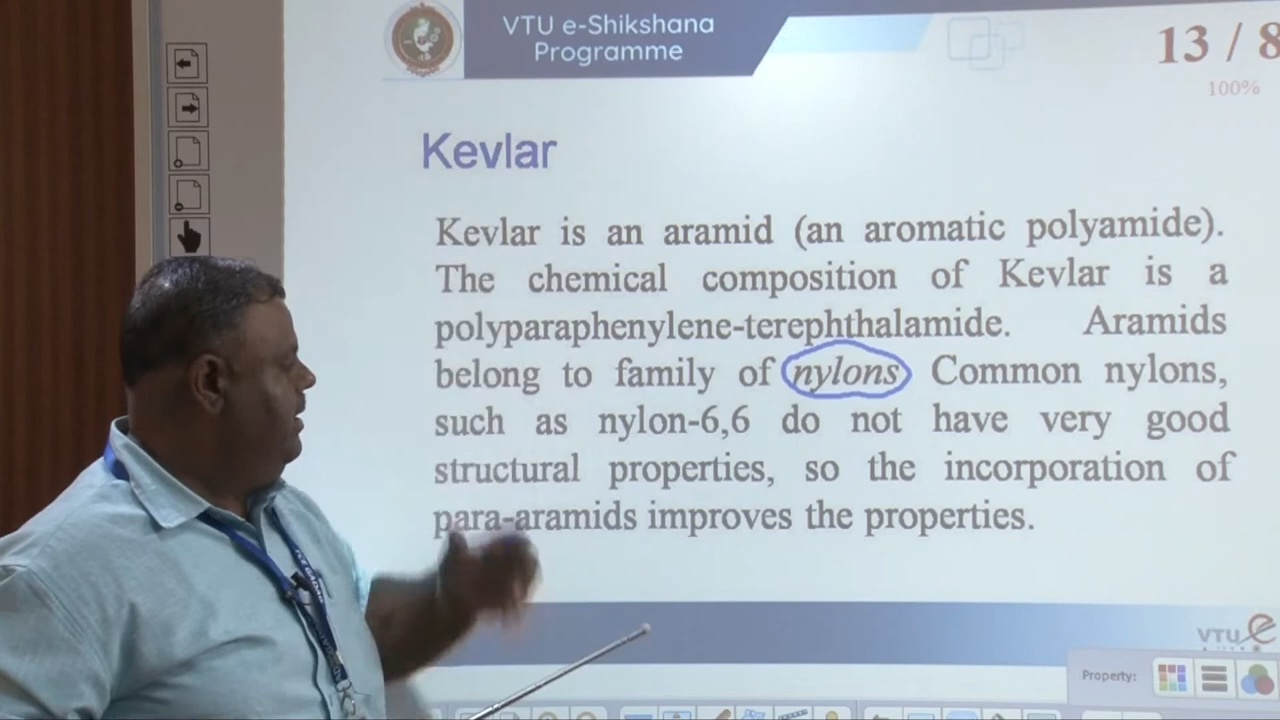 VTU e-Shikshana
Programme
13 / 8
100%
Kevlar
Kevlar is an aramid (an aromatic polyamide).
The chemical composition of Kevlar is a
polyparaphenylene-terephthalamide. Aramids
belong to family of nylons Common nylons,
such as nylon-6,6 do not have very good
structural properties, so the incorporation of
para-aramids improves the properties.
VTU e
Property: